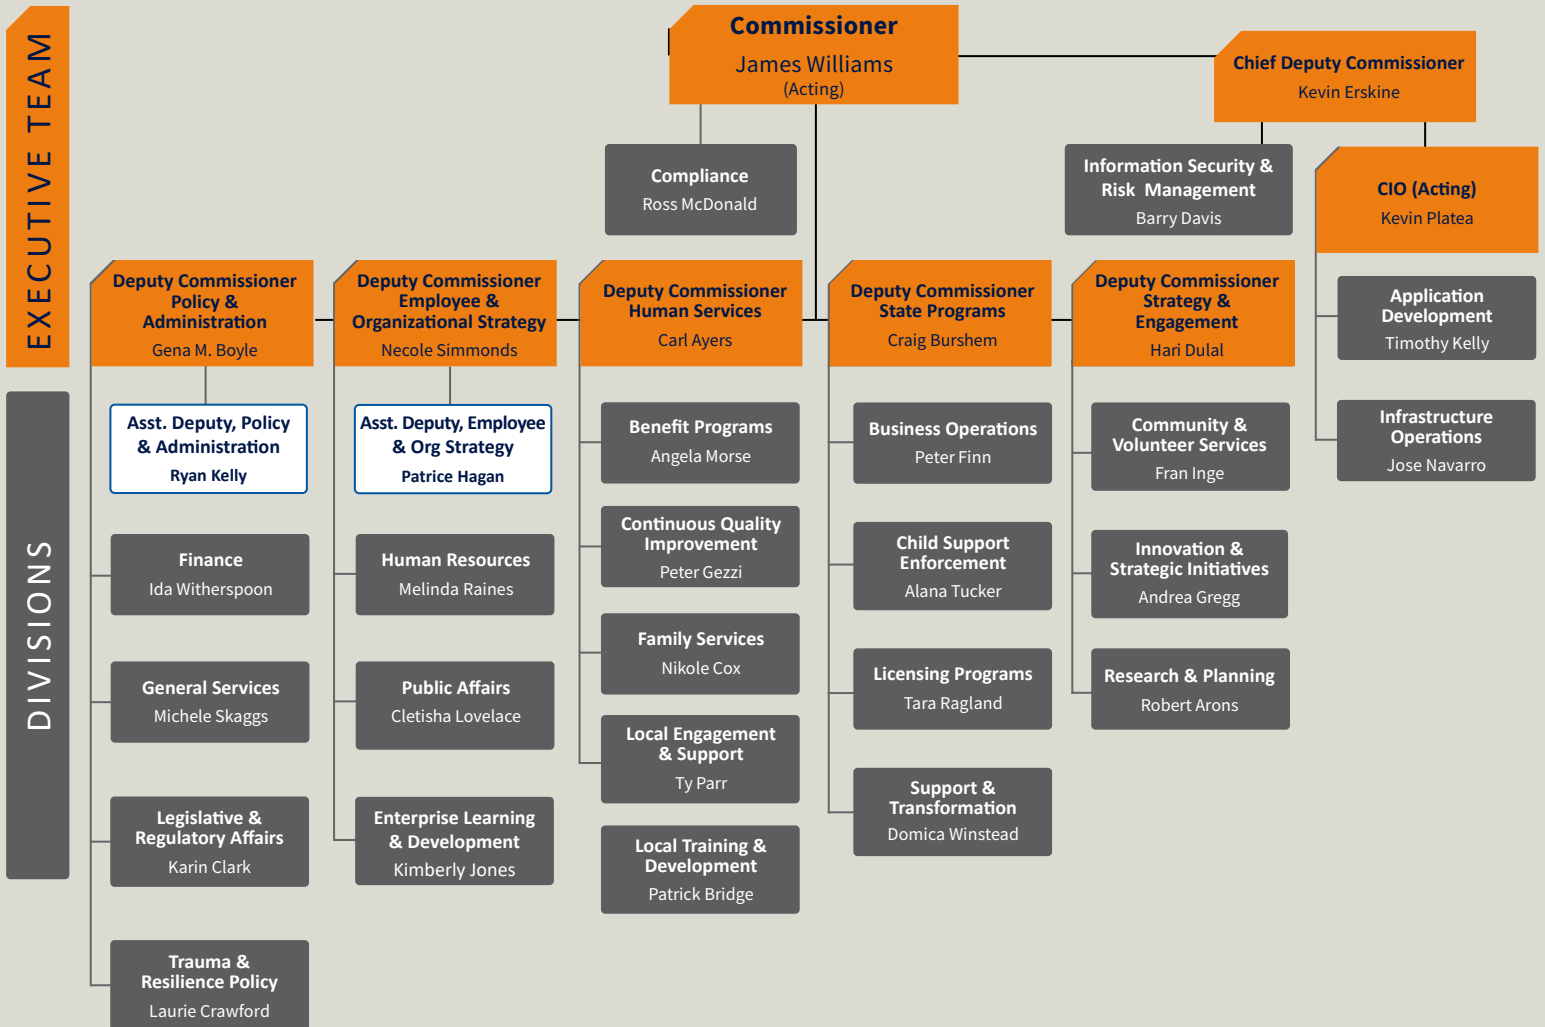 EXECUTIVE TEAM
Commissioner
James Williams
(Acting)
Chief Deputy Commissioner
Kevin Erskine
Compliance
Ross McDonald
Information Security &
Risk Management
Barry Davis
CIO (Acting)
Kevin Platea
Application
Development
Timothy Kelly
Infrastructure
Operations
Jose Navarro
Deputy Commissioner
Policy &
Administration
Gena M. Boyle
Deputy Commissioner
Employee &
Organizational Strategy
Necole Simmonds
Deputy Commissioner
Human Services
Carl Ayers
Deputy Commissioner
State Programs
Craig Burshem
Deputy Commissioner
Strategy &
Engagement
Hari Dulal
DIVISIONS
Asst. Deputy, Policy
& Administration
Ryan Kelly
Finance
Ida Witherspoon
General Services
Michele Skaggs
Legislative &
Regulatory Affairs
Karin Clark
Trauma &
Resilience Policy
Laurie Crawford
Asst. Deputy, Employee
& Org Strategy
Patrice Hagan
Human Resources
Melinda Raines
Public Affairs
Cletisha Lovelace
Enterprise Learning
& Development
Kimberly Jones
Benefit Programs
Angela Morse
Continuous Quality
Improvement
Peter Gezzi
Family Services
Nikole Cox
Local Engagement
& Support
Ty Parr
Local Training &
Development
Patrick Bridge
Business Operations
Peter Finn
Child Support
Enforcement
Alana Tucker
Licensing Programs
Tara Ragland
Support &
Transformation
Domica Winstead
Community &
Volunteer Services
Fran Inge
Innovation &
Strategic Initiatives
Andrea Gregg
Research & Planning
Robert Arons